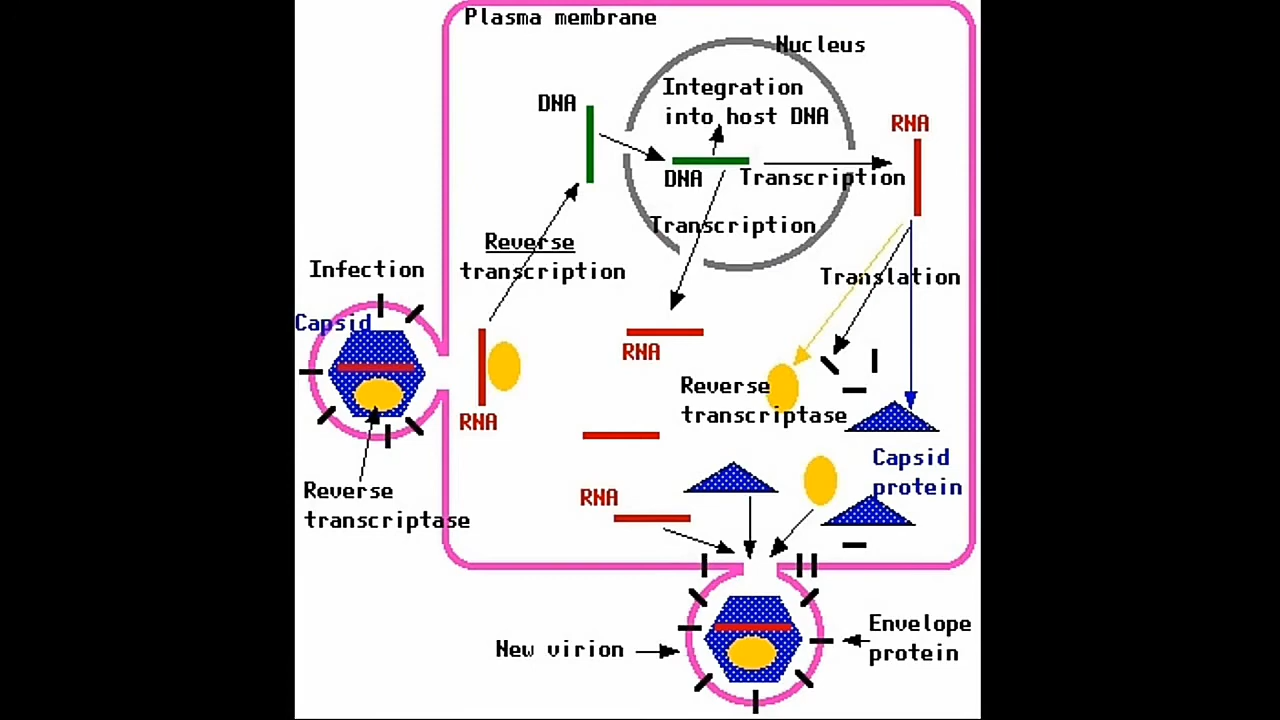 Plasma membrane
Nucleus
Integration
into host DNA
DNA
RNA
DNA
Transcription
Transcription
Reverse
transcription
Infection
Translation
Capsid
RNA
Reverse
transcriptase
RNA
Capsid
protein
Reverse
transcriptase
RNA
Envelope
protein
New virion